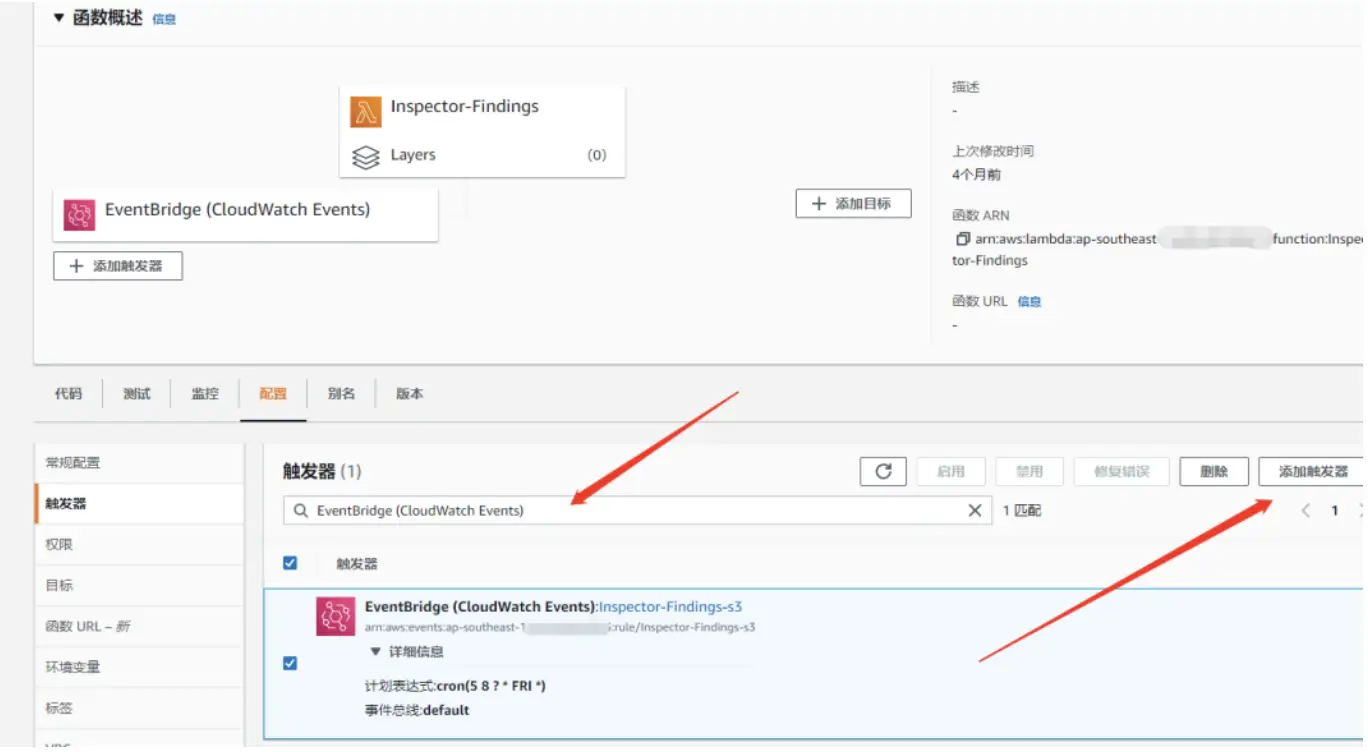 ▼ 函数概述 信息
Inspector-Findings
Layers (0)
EventBridge (CloudWatch Events)
+ 添加触发器
+ 添加目标
描述
-
上次修改时间
4个月前
函数 ARN
arn:aws:lambda:ap-southeast function:Inspec
tor-Findings
函数 URL 信息
-
代码 测试 监控 配置 别名 版本
常规配置
触发器
权限
目标
函数 URL – 新
环境变量
标签
触发器 (1)
启用 禁用 修复错误 删除 添加触发器
EventBridge (CloudWatch Events) 1 匹配
1
触发器
EventBridge (CloudWatch Events):Inspector-Findings-s3
arn:aws:events:ap-southeast-1 :rule/Inspector-Findings-s3
▼ 详细信息
计划表达式:cron(5 8 ? * FRI *)
事件总线:default